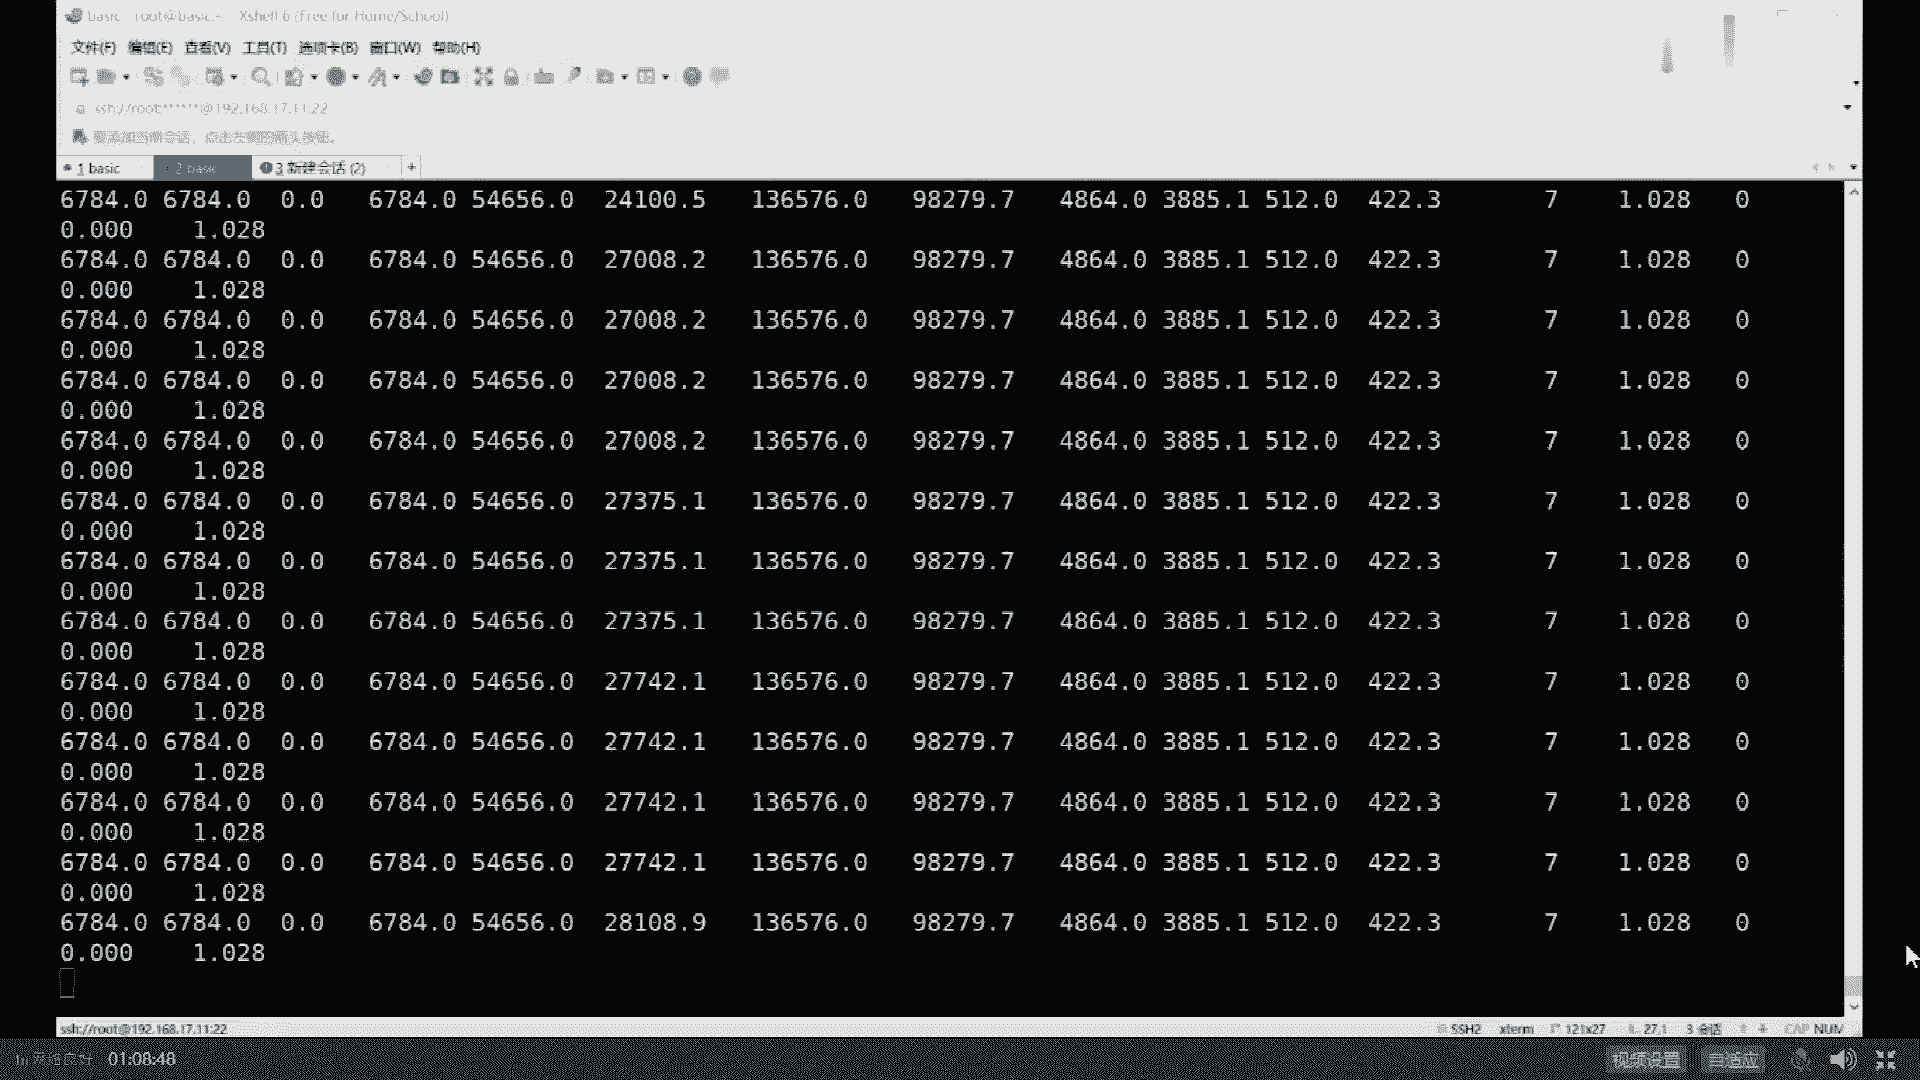 basic - root@basic:~ - Xshell 6 (Free for Home/School)
文件(F) 编辑(E) 查看(V) 工具(T) 选项卡(B) 窗口(W) 帮助(H)
ssh://root:******@192.168.17.11:22
要添加当前会话，点击左侧的箭头按钮。
1 basic 2 basic 3 新建会话 (2) +
6784.0 6784.0 0.0 6784.0 54656.0 24100.5 136576.0 98279.7 4864.0 3885.1 512.0 422.3 7 1.028 0
0.000 1.028
6784.0 6784.0 0.0 6784.0 54656.0 27008.2 136576.0 98279.7 4864.0 3885.1 512.0 422.3 7 1.028 0
0.000 1.028
6784.0 6784.0 0.0 6784.0 54656.0 27008.2 136576.0 98279.7 4864.0 3885.1 512.0 422.3 7 1.028 0
0.000 1.028
6784.0 6784.0 0.0 6784.0 54656.0 27008.2 136576.0 98279.7 4864.0 3885.1 512.0 422.3 7 1.028 0
0.000 1.028
6784.0 6784.0 0.0 6784.0 54656.0 27008.2 136576.0 98279.7 4864.0 3885.1 512.0 422.3 7 1.028 0
0.000 1.028
6784.0 6784.0 0.0 6784.0 54656.0 27375.1 136576.0 98279.7 4864.0 3885.1 512.0 422.3 7 1.028 0
0.000 1.028
6784.0 6784.0 0.0 6784.0 54656.0 27375.1 136576.0 98279.7 4864.0 3885.1 512.0 422.3 7 1.028 0
0.000 1.028
6784.0 6784.0 0.0 6784.0 54656.0 27375.1 136576.0 98279.7 4864.0 3885.1 512.0 422.3 7 1.028 0
0.000 1.028
6784.0 6784.0 0.0 6784.0 54656.0 27742.1 136576.0 98279.7 4864.0 3885.1 512.0 422.3 7 1.028 0
0.000 1.028
6784.0 6784.0 0.0 6784.0 54656.0 27742.1 136576.0 98279.7 4864.0 3885.1 512.0 422.3 7 1.028 0
0.000 1.028
6784.0 6784.0 0.0 6784.0 54656.0 27742.1 136576.0 98279.7 4864.0 3885.1 512.0 422.3 7 1.028 0
0.000 1.028
6784.0 6784.0 0.0 6784.0 54656.0 27742.1 136576.0 98279.7 4864.0 3885.1 512.0 422.3 7 1.028 0
0.000 1.028
6784.0 6784.0 0.0 6784.0 54656.0 28108.9 136576.0 98279.7 4864.0 3885.1 512.0 422.3 7 1.028 0
0.000 1.028
ssh://root@192.168.17.11:22 SSH2 xterm 121x27 27,1 3 会话 CAP NUM
网络良好 01:08:48 视频设置 自适应